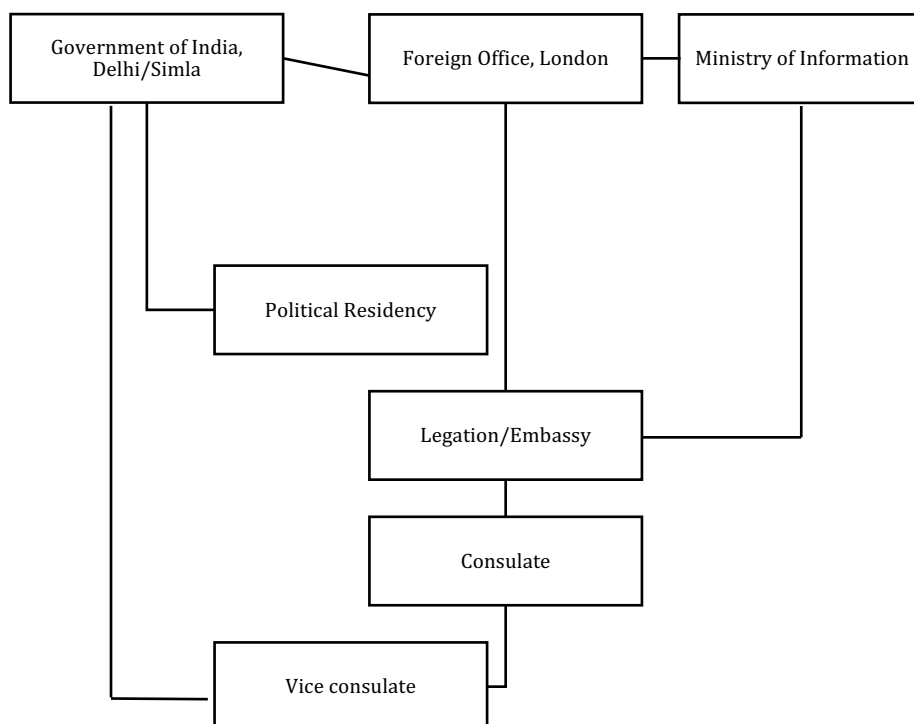 Government of India,
Delhi/Simla
Foreign Office, London
Ministry of Information
Political Residency
Legation/Embassy
Consulate
Vice consulate